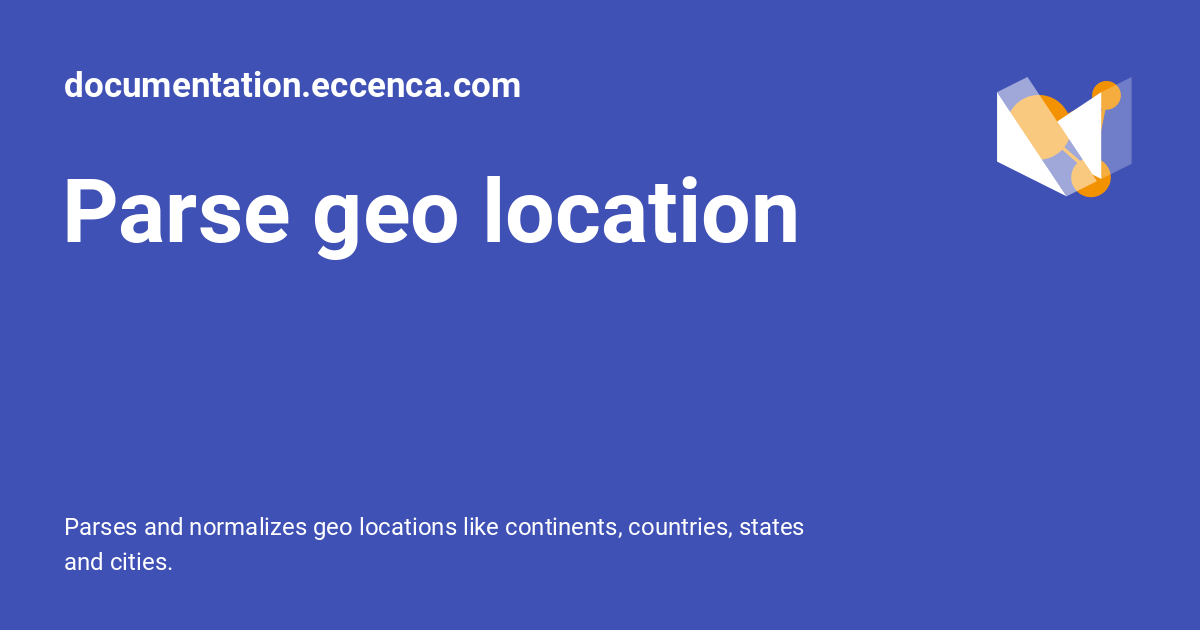 documentation.eccenca.com
Parse geo location
Parses and normalizes geo locations like continents, countries, states
and cities.